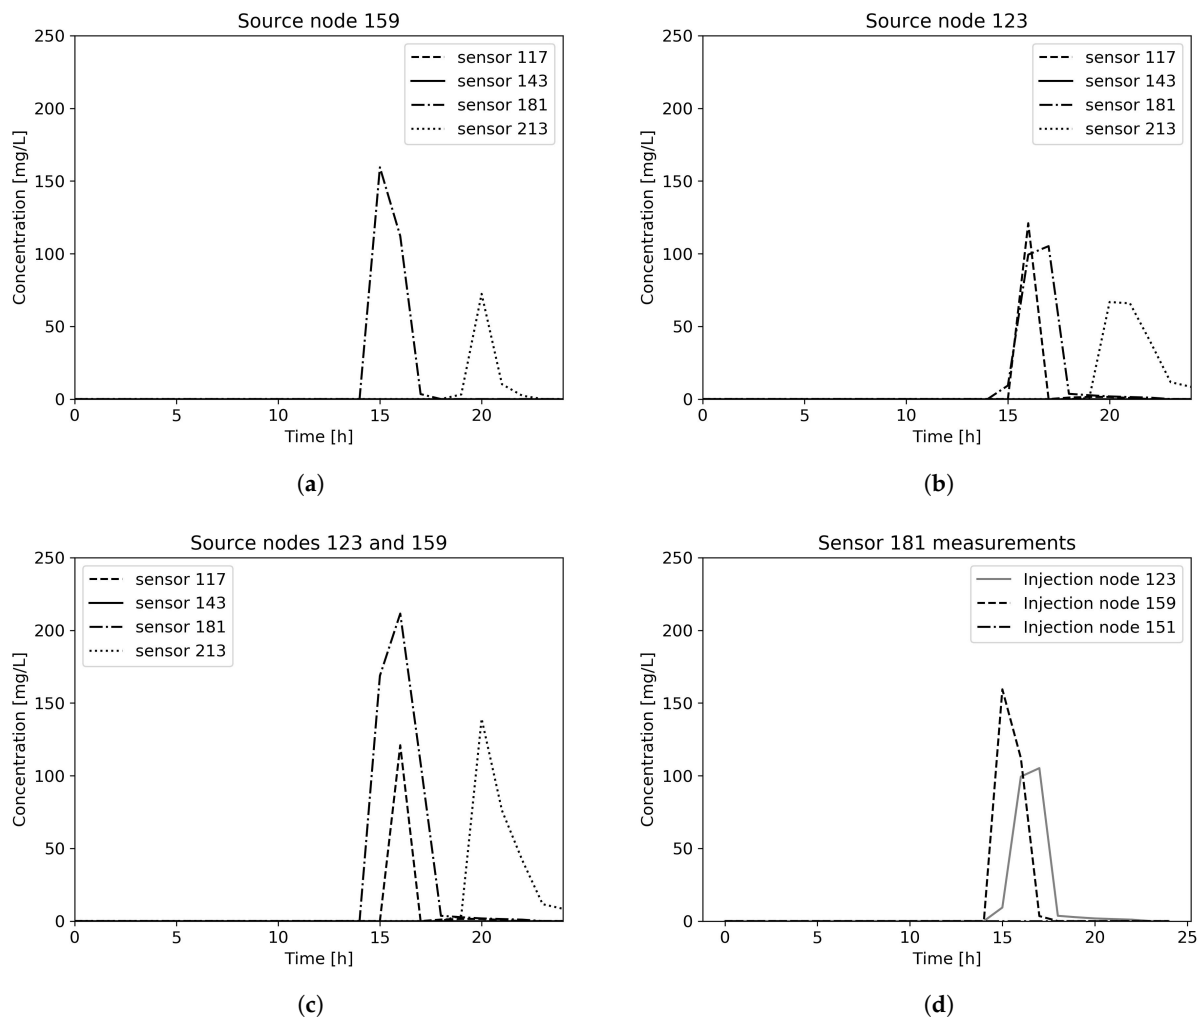 Source node 159
250
200
150
100
50
0
Concentration [mg/L]
sensor 117
sensor 143
sensor 181
sensor 213
0 5 10 15 20
Time [h]
(a)
Source node 123
250
200
150
100
50
0
Concentration [mg/L]
sensor 117
sensor 143
sensor 181
sensor 213
0 5 10 15 20
Time [h]
(b)
Source nodes 123 and 159
250
200
150
100
50
0
Concentration [mg/L]
sensor 117
sensor 143
sensor 181
sensor 213
0 5 10 15 20
Time [h]
(c)
Sensor 181 measurements
250
200
150
100
50
0
Concentration [mg/L]
Injection node 123
Injection node 159
Injection node 151
0 5 10 15 20 25
Time [h]
(d)